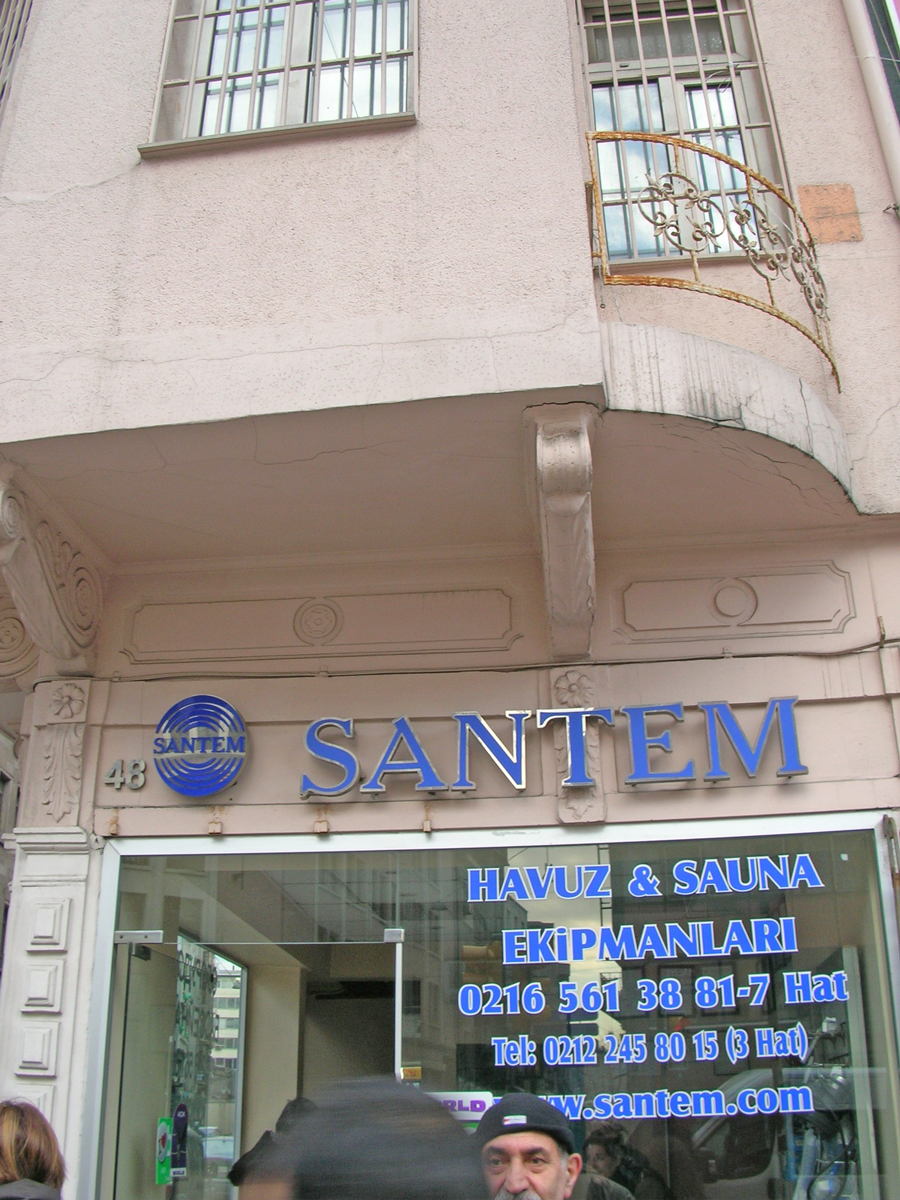 48
SANTEM
SANTEM
HAVUZ & SAUNA
EKiPMANLARI
0216 561 38 81-7 Hat
Tel: 0212 245 80 15 (3 Hat)
www.santem.com